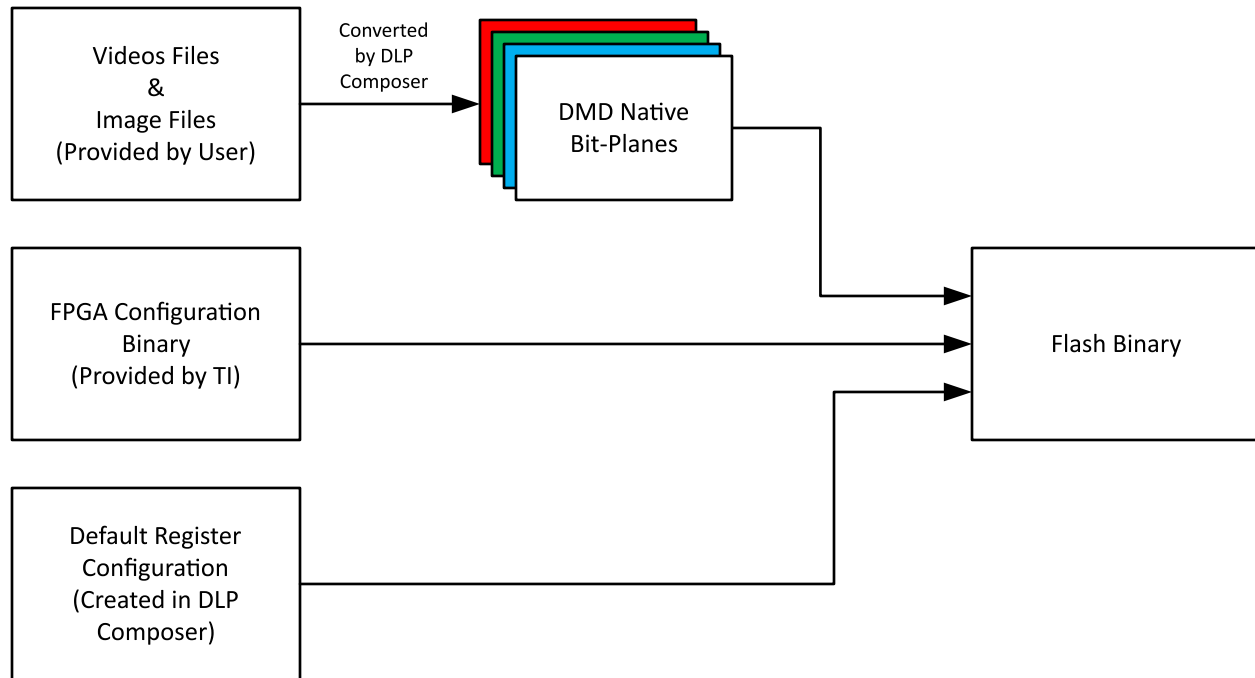 Videos Files
&
Image Files
(Provided by User)
Converted
by DLP
Composer
DMD Native
Bit-Planes
FPGA Configuration
Binary
(Provided by TI)
Flash Binary
Default Register
Configuration
(Created in DLP
Composer)